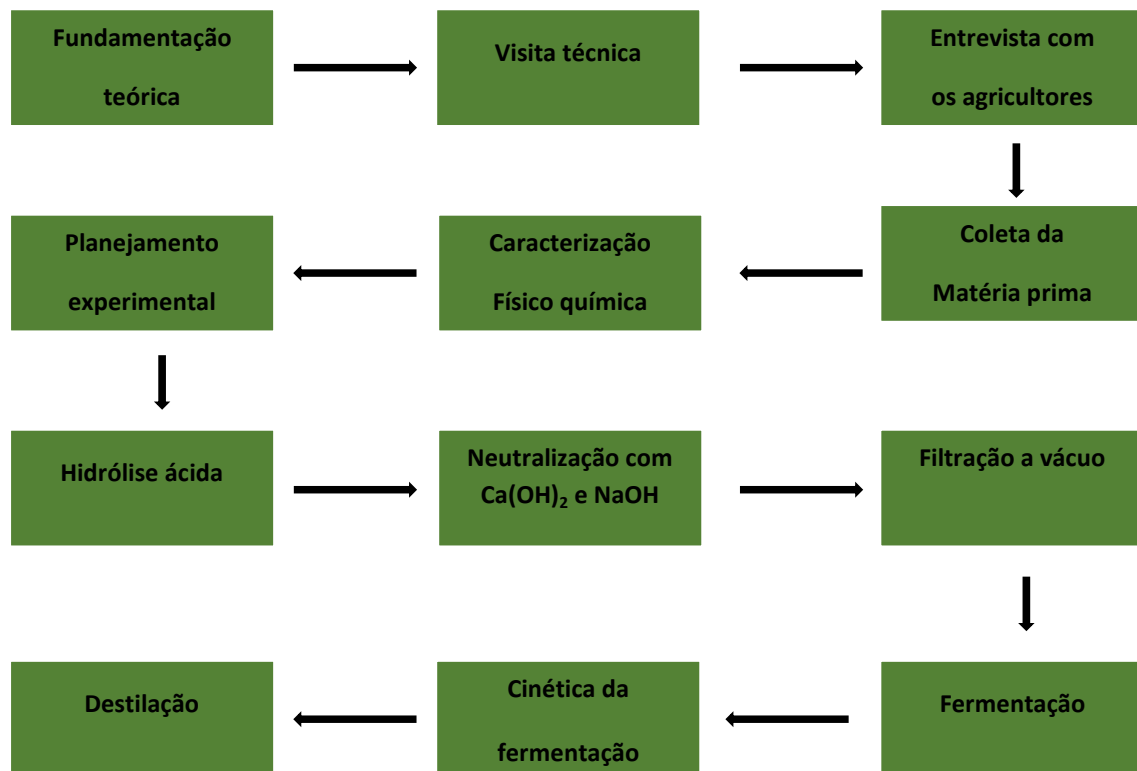 Fundamentação
teórica
Visita técnica
Entrevista com
os agricultores
Coleta da
Matéria prima
Caracterização
Físico química
Planejamento
experimental
Hidrólise ácida
Neutralização com
Ca(OH)₂ e NaOH
Filtração a vácuo
Fermentação
Cinética da
fermentação
Destilação